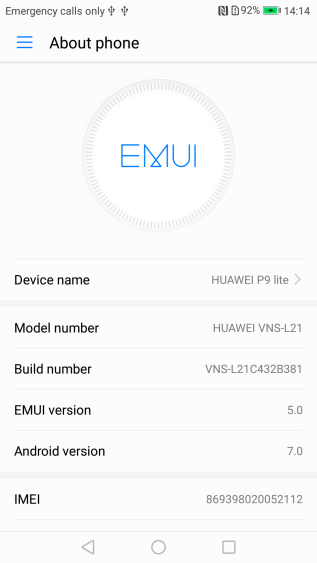 Emergency calls only 92% 14:14
About phone
EMUI
Device name HUAWEI P9 lite
Model number HUAWEI VNS-L21
Build number VNS-L21C432B381
EMUI version 5.0
Android version 7.0
IMEI 869398020052112